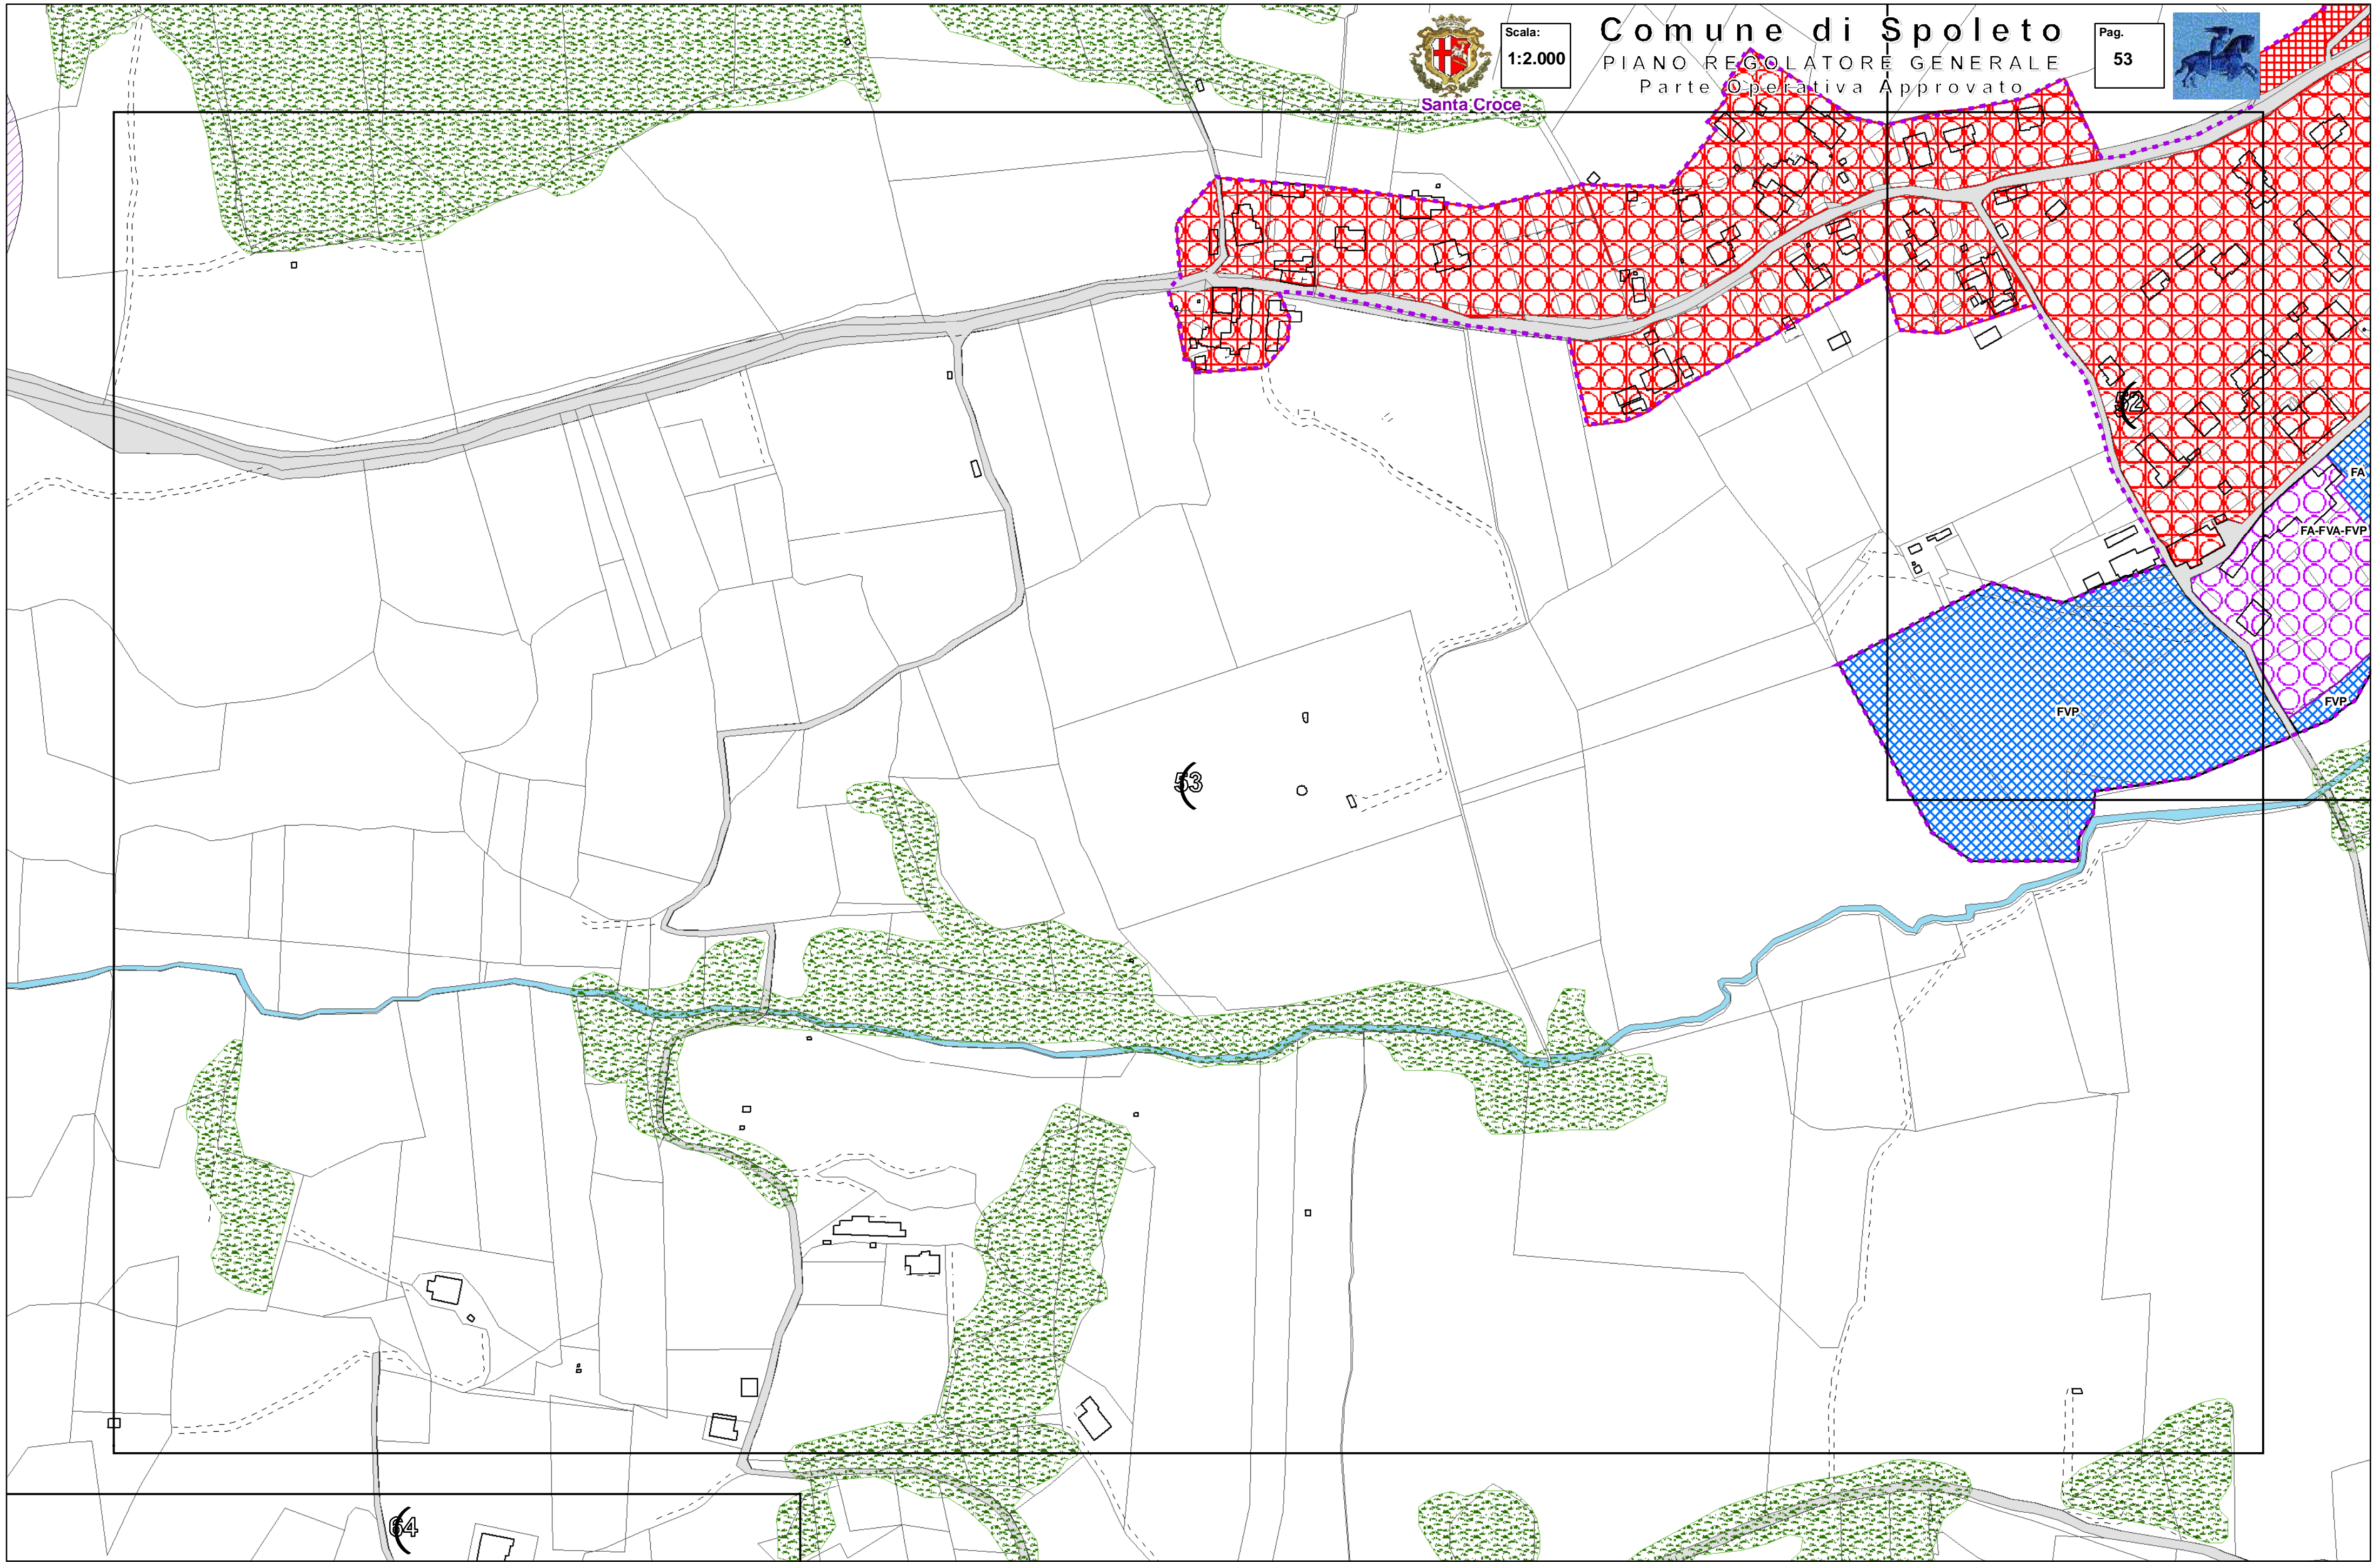 Scala:
1:2.000
Comune di Spoleto
PIANO REGOLATORE GENERALE
Parte Operativa Approvato
Pag.
53
Santa Croce
52
FA
FA-FVA-FVP
FVP
FVP
53
64